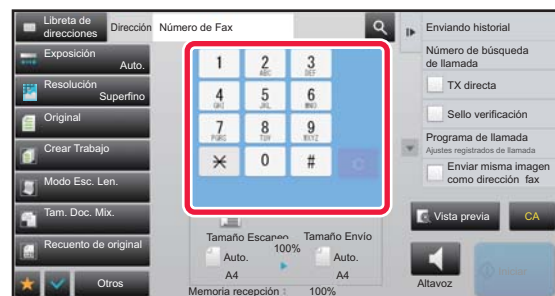 Libreta de
direcciones
Dirección
Número de Fax
Enviando historial
Exposición
Auto.
Resolución
Superfino
Original
Crear Trabajo
Modo Esc. Len.
Tam. Doc. Mix.
Recuento de original
Otros
1
2
ABC
3
DEF
4
GHI
5
JKL
6
MNO
7
PQRS
8
TUV
9
WXYZ
0
#
Tamaño Escaneo
100%
Tamaño Envío
Auto.
A4
Auto.
A4
Memoria recepción :
100%
Número de búsqueda
de llamada
TX directa
Sello verificación
Programa de llamada
Ajustes registrados de llamada
Enviar misma imagen
como dirección fax
Vista previa
CA
Altavoz